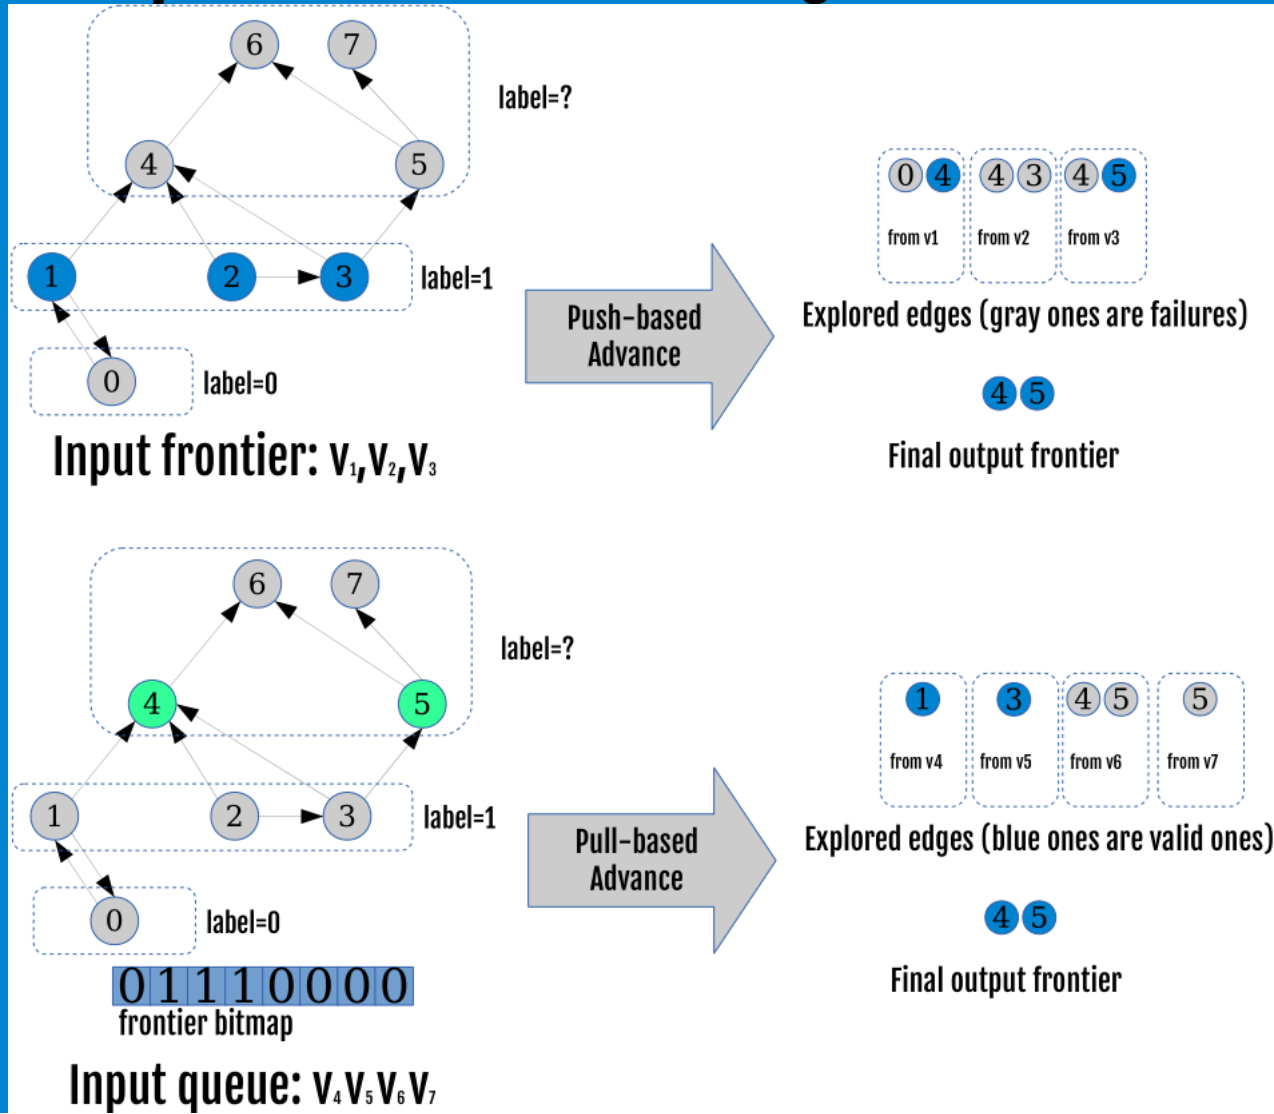 6 7
label=?
4 5
1 2 3
label=1
0
label=0
Input frontier: v1,v2,v3
Push-based
Advance
0 4 4 3 4 5
from v1 from v2 from v3
Explored edges (gray ones are failures)
4 5
Final output frontier
6 7
label=?
4 5
1 2 3
label=1
0
label=0
01110000
frontier bitmap
Input queue: v4 v5 v6 v7
Pull-based
Advance
1 3 4 5 5
from v4 from v5 from v6 from v7
Explored edges (blue ones are valid ones)
4 5
Final output frontier